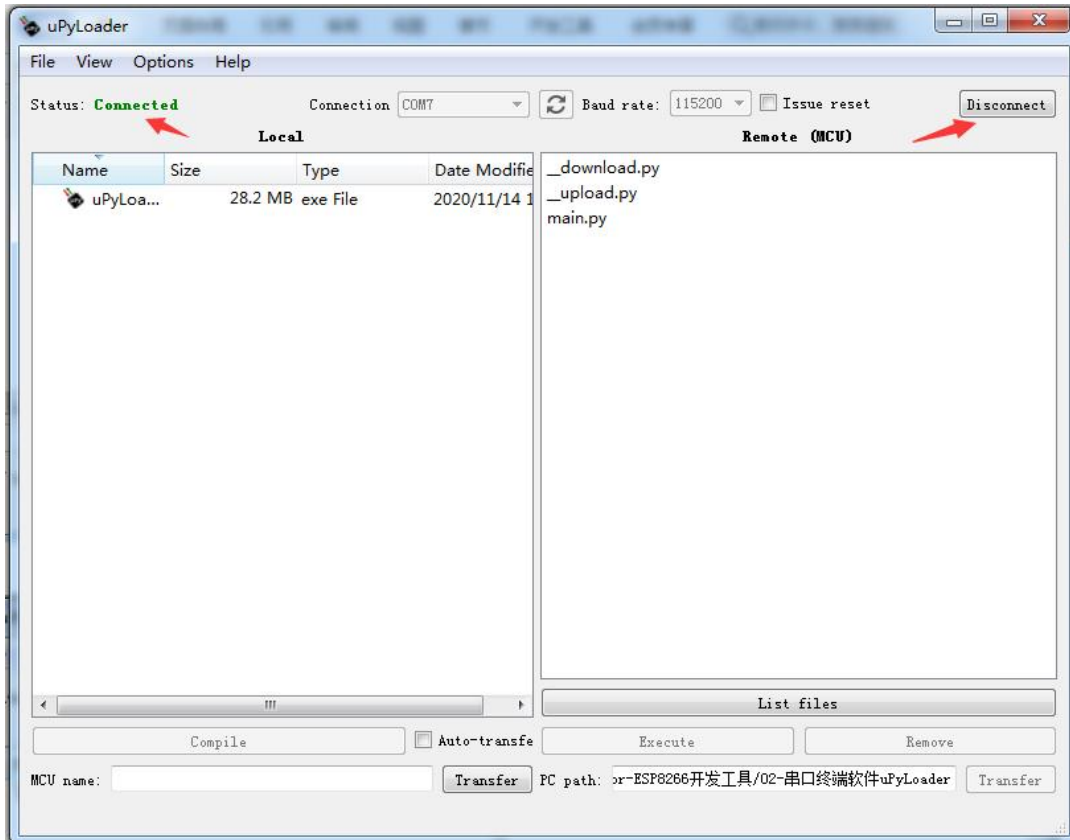 uPyLoader
File View Options Help
Status: Connected Connection COM7 Baud rate: 115200 Issue reset Disconnect
Local Remote (MCU)
Name Size Type Date Modifie
uPyLoa... 28.2 MB exe File 2020/11/14 1
__download.py
__upload.py
main.py
List files
Compile Auto-transfe Execute Remove
MCU name: Transfer PC path: or-ESP8266开发工具/02-串口终端软件uPyLoader Transfer